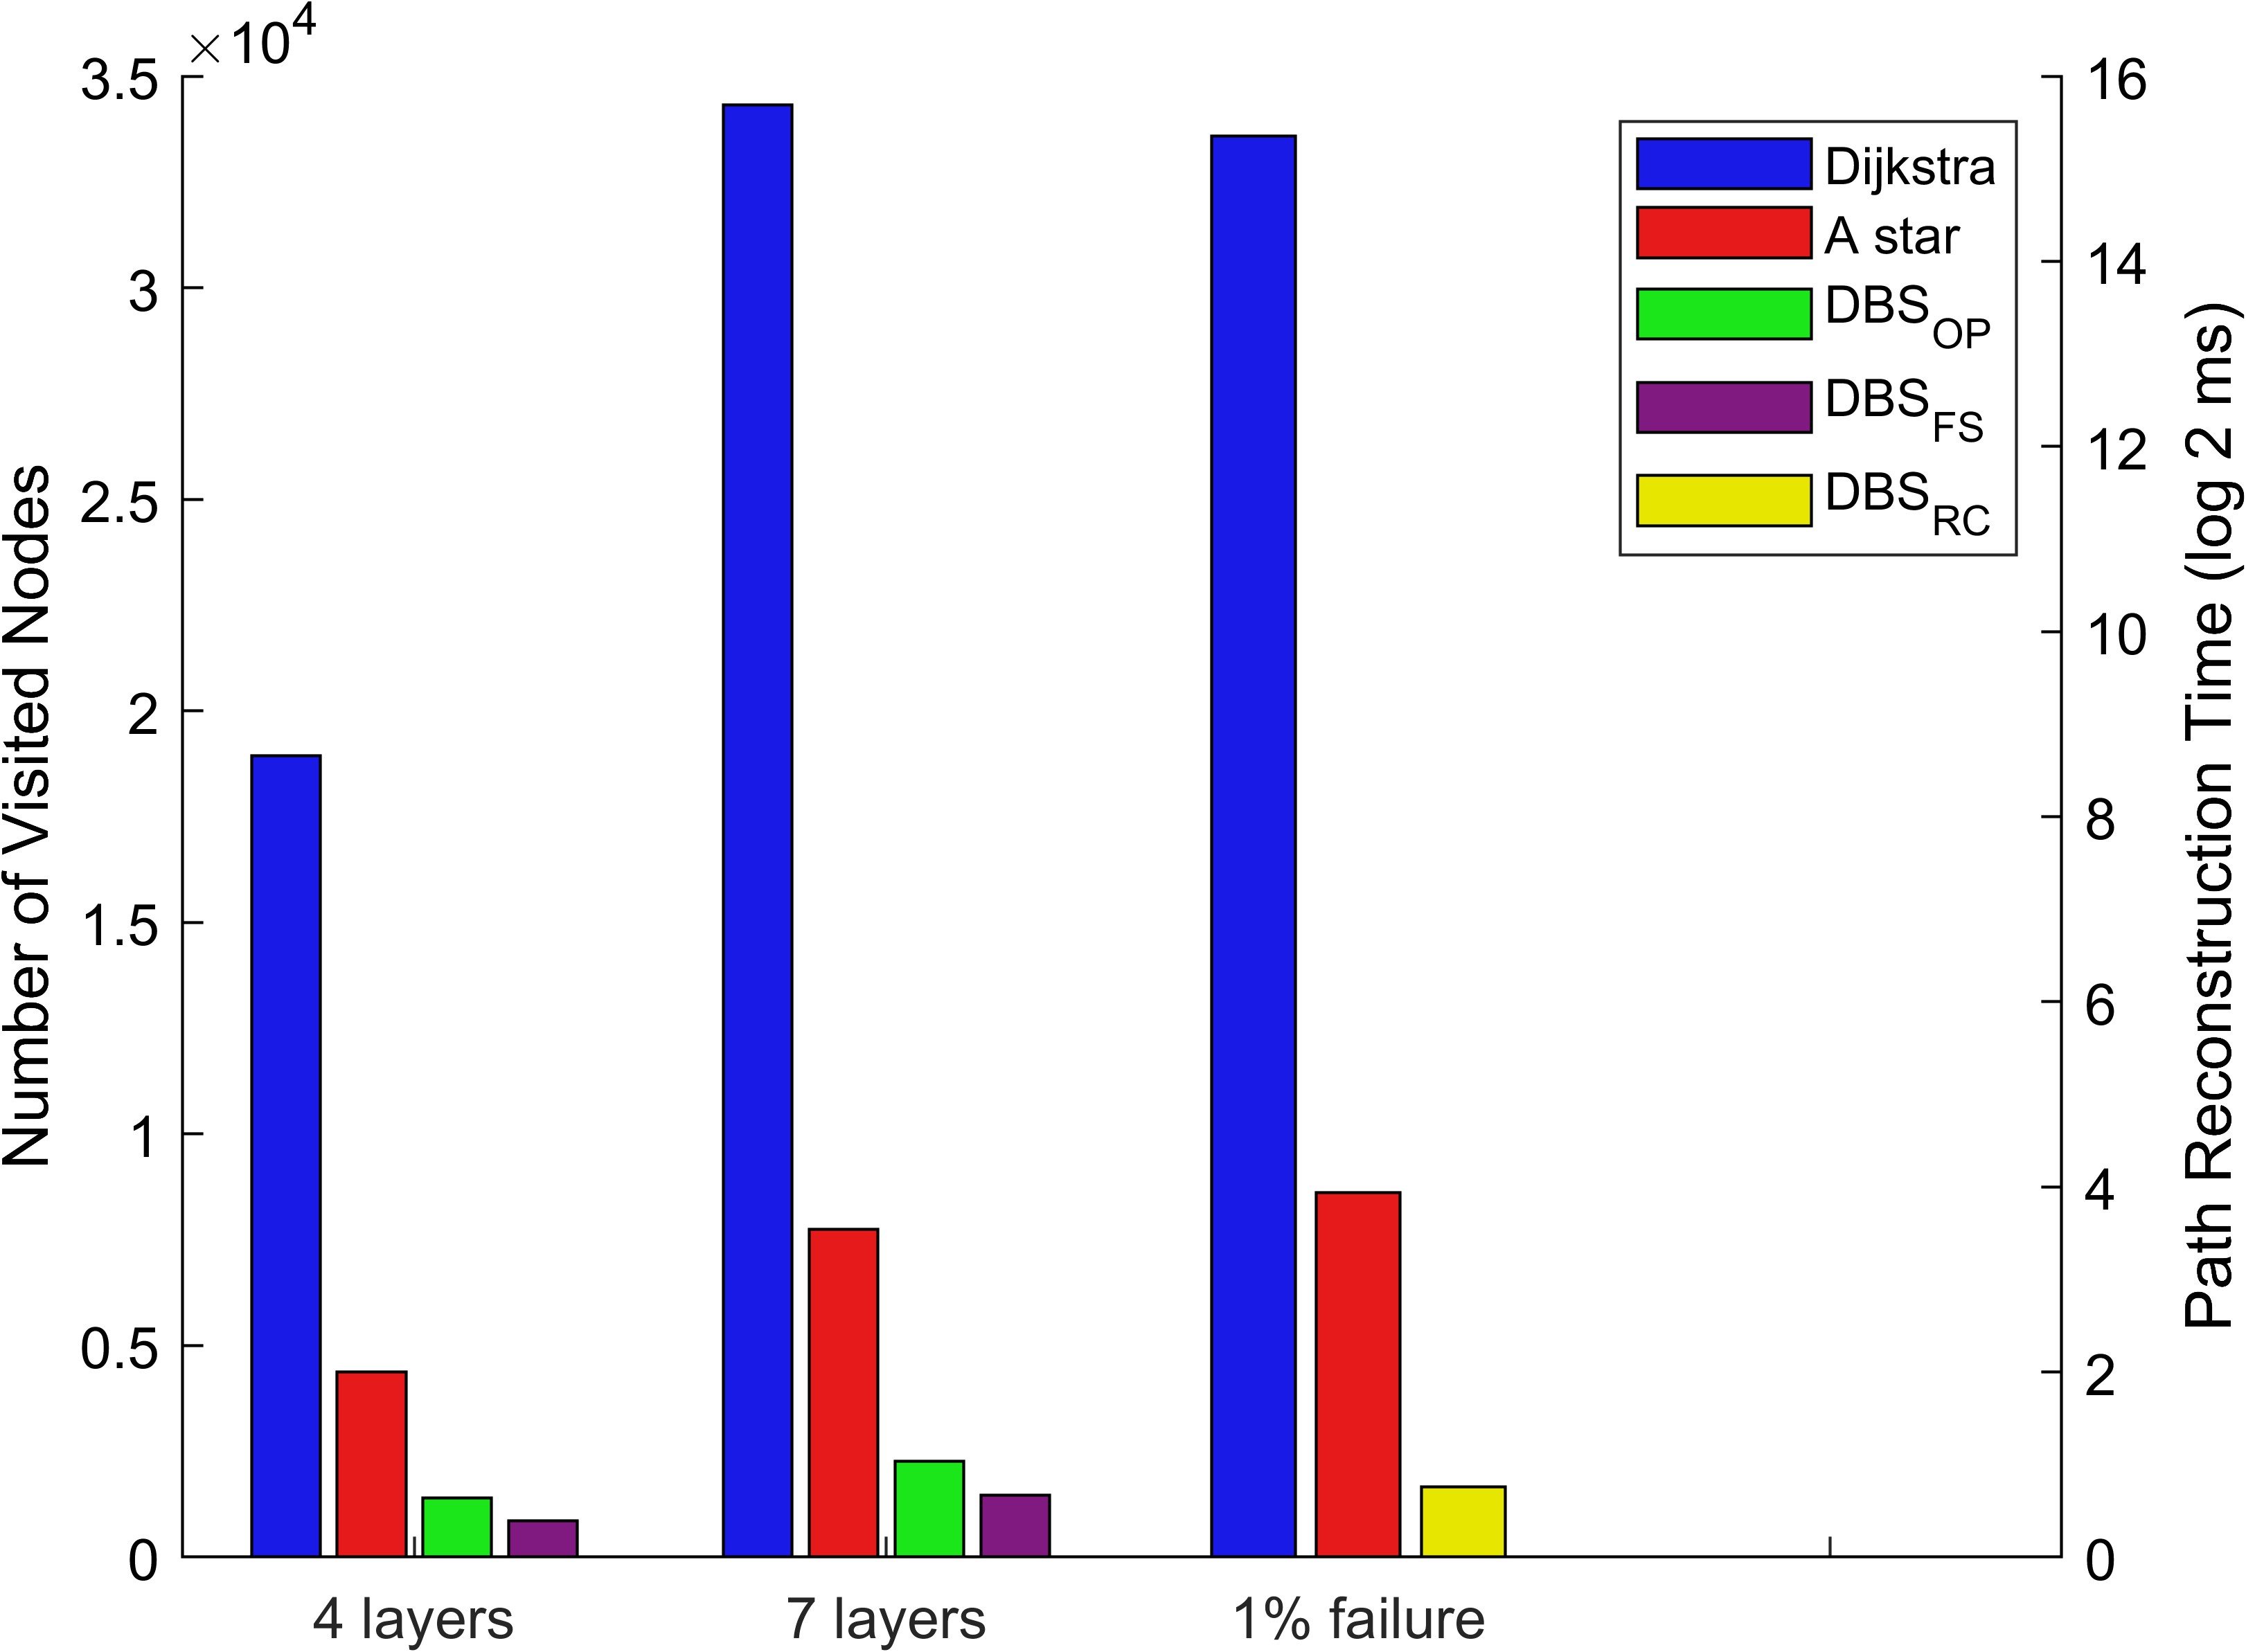 ×10⁴
3.5
3
2.5
2
1.5
1
0.5
0
Number of Visited Nodes
16
14
12
10
8
6
4
2
0
Path Reconstruction Time (log 2 ms)
Dijkstra
A star
DBS_OP
DBS_FS
DBS_RC
4 layers
7 layers
1% failure